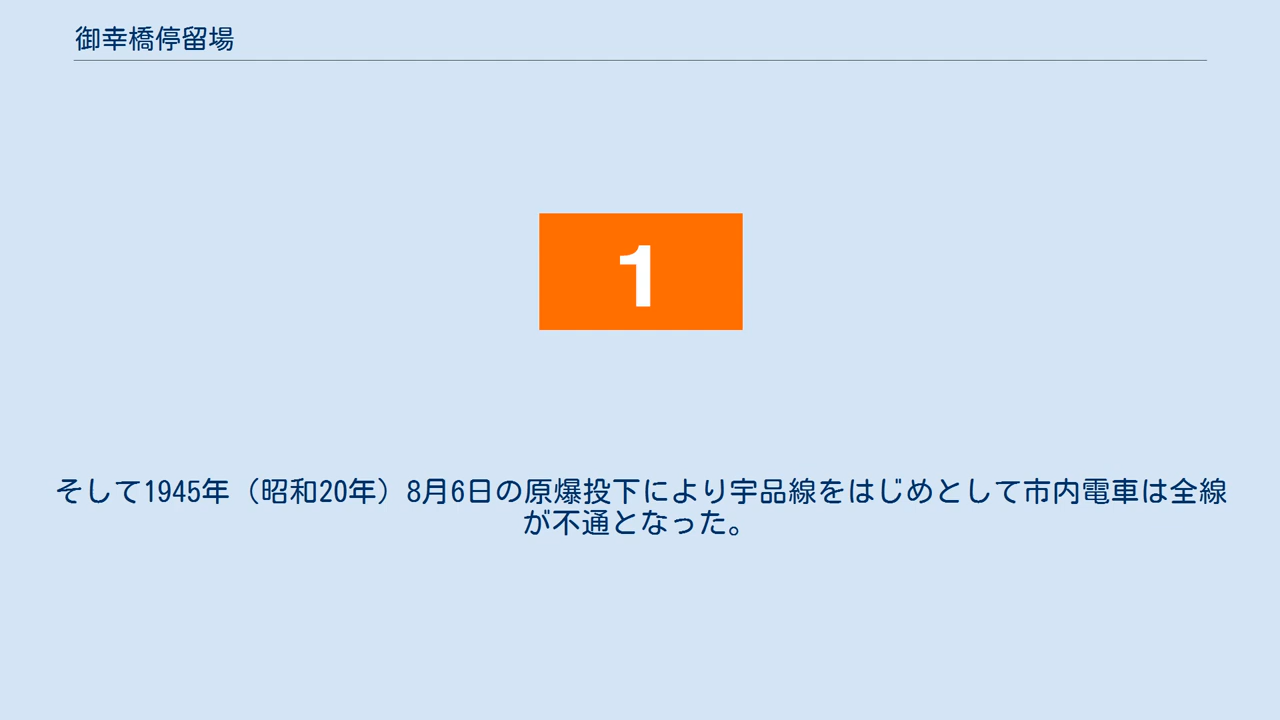 御幸橋停留場
1
そして1945年（昭和20年）8月6日の原爆投下により宇品線をはじめとして市内電車は全線
が不通となった。